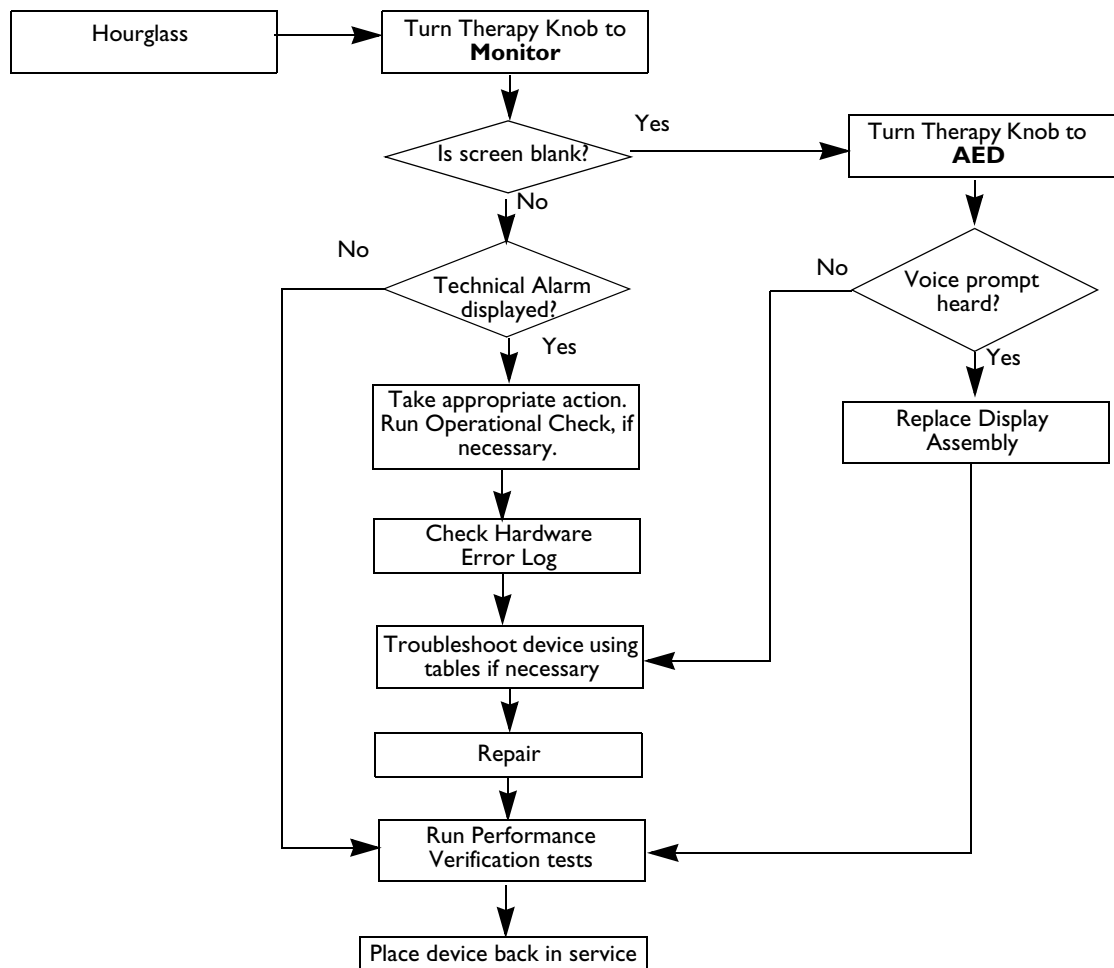 Hourglass
Turn Therapy Knob to
Monitor
Yes
Is screen blank?
Turn Therapy Knob to
AED
No
No
Technical Alarm
displayed?
No
Voice prompt
heard?
Yes
Yes
Take appropriate action.
Run Operational Check, if
necessary.
Replace Display
Assembly
Check Hardware
Error Log
Troubleshoot device using
tables if necessary
Repair
Run Performance
Verification tests
Place device back in service